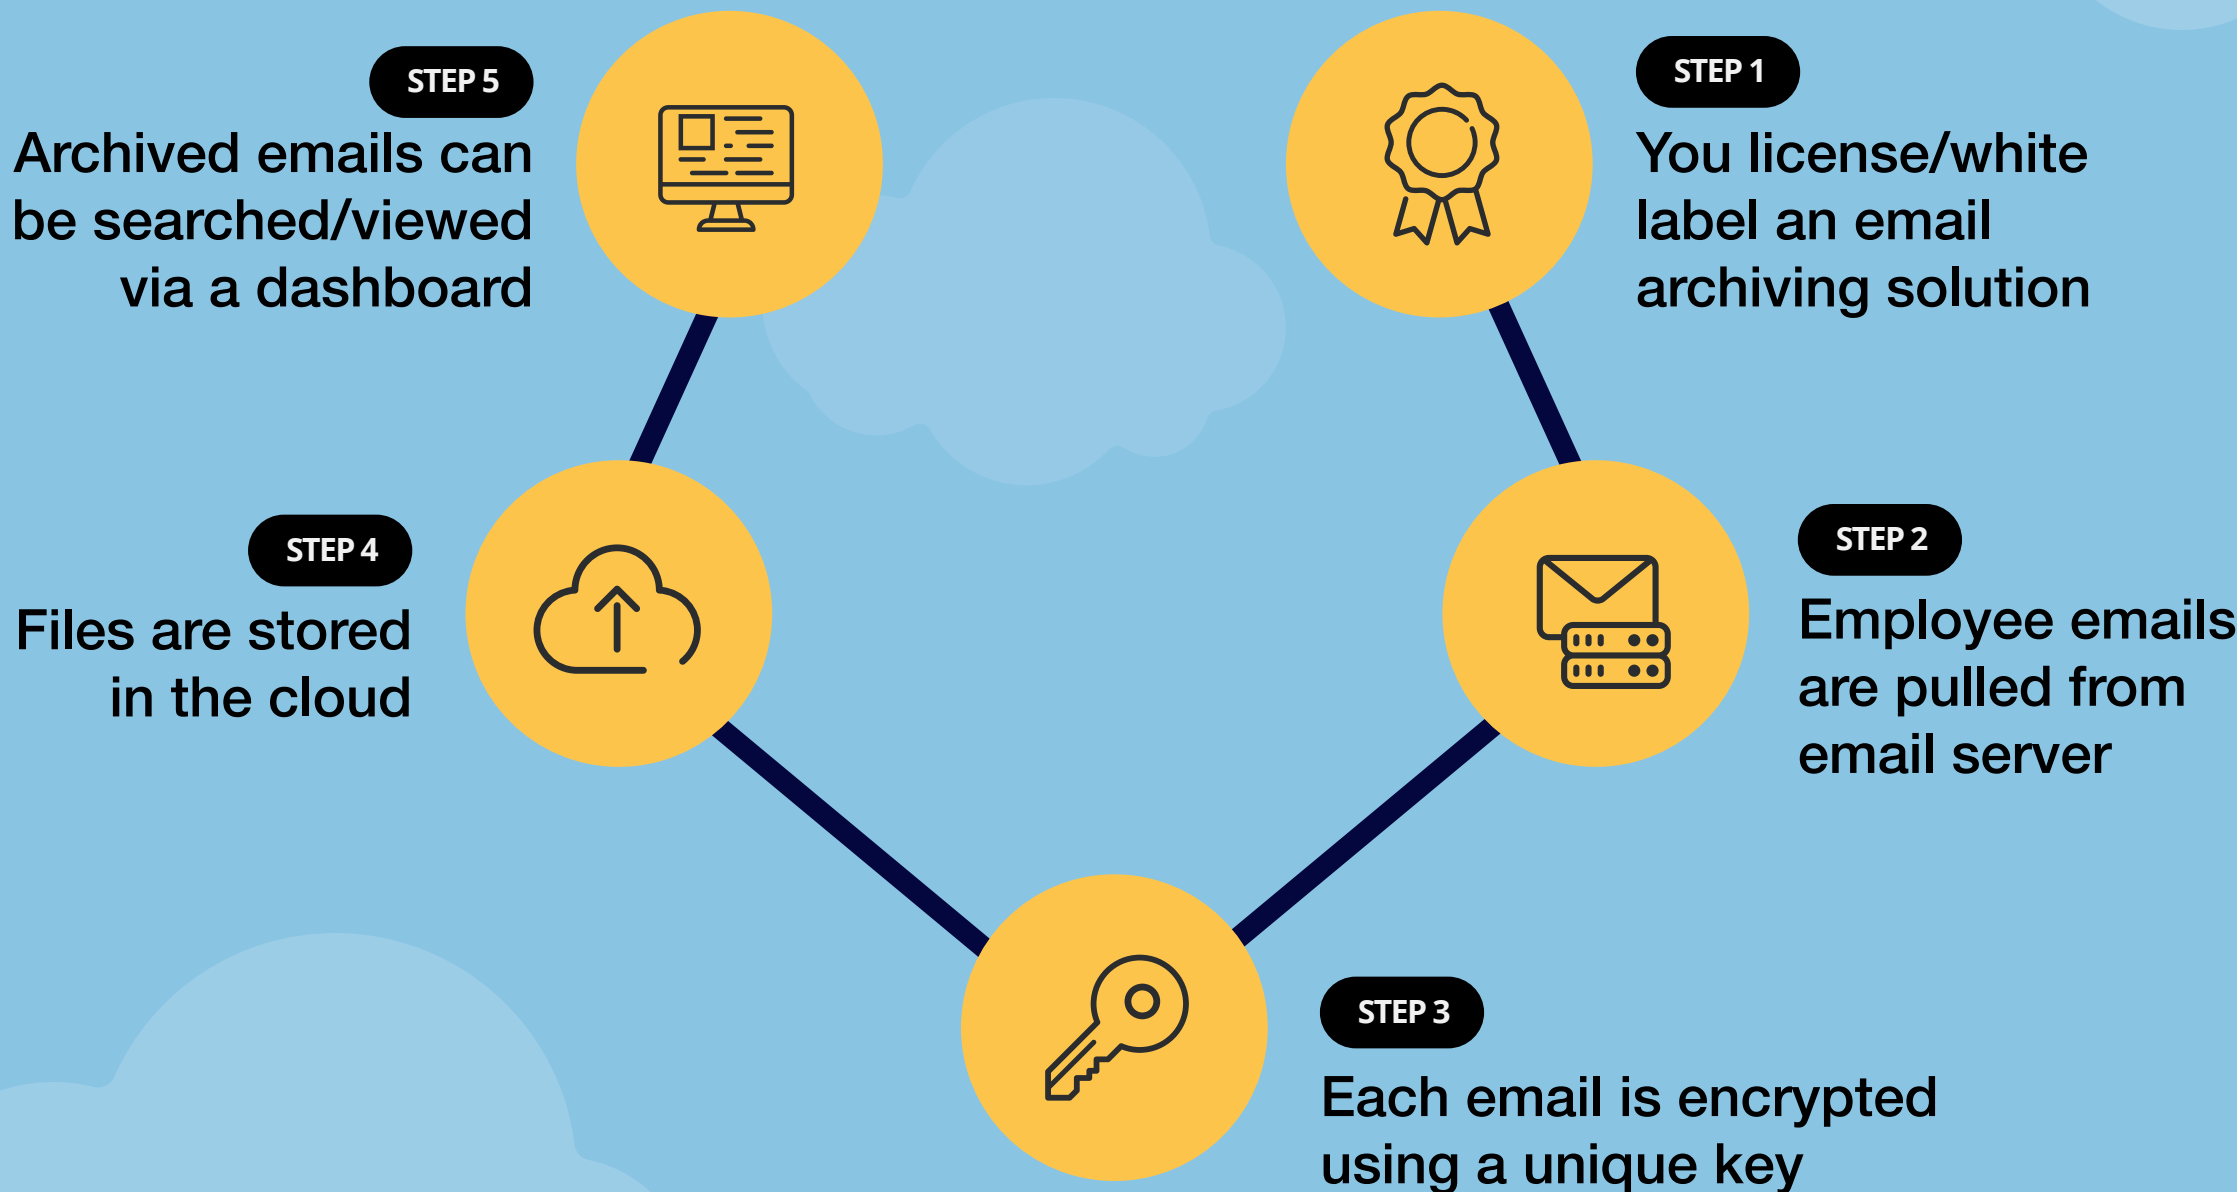 STEP 1
You license/white
label an email
archiving solution
STEP 2
Employee emails
are pulled from
email server
STEP 3
Each email is encrypted
using a unique key
STEP 4
Files are stored
in the cloud
STEP 5
Archived emails can
be searched/viewed
via a dashboard